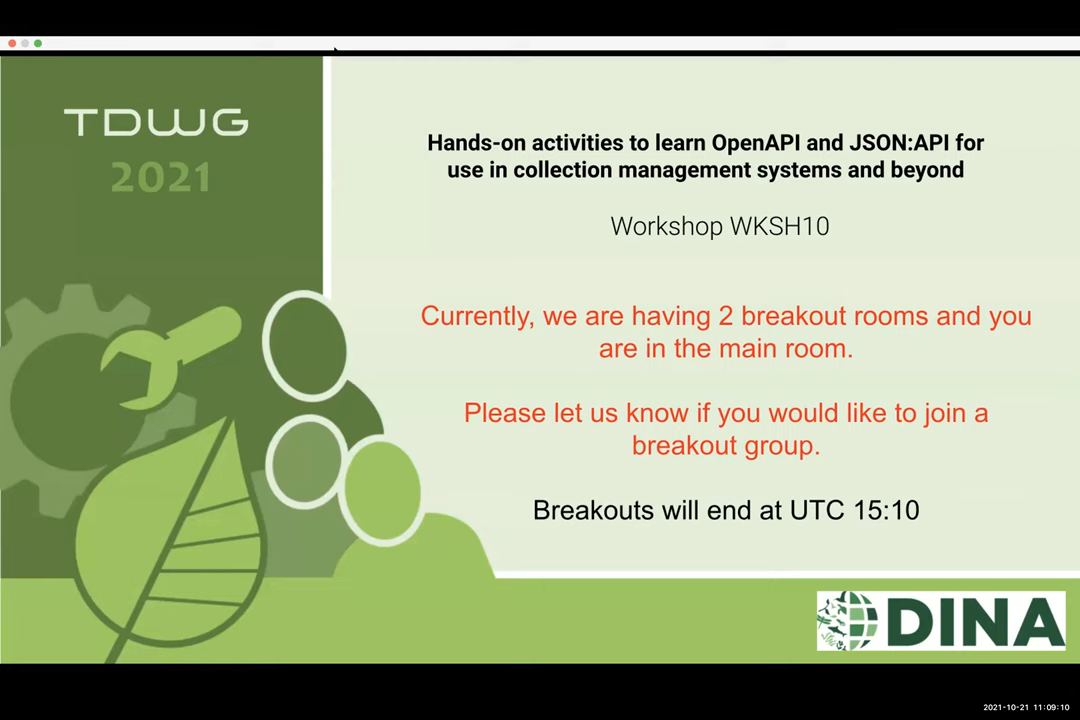 TDWG
2021
Hands-on activities to learn OpenAPI and JSON:API for
use in collection management systems and beyond
Workshop WKSH10
Currently, we are having 2 breakout rooms and you
are in the main room.
Please let us know if you would like to join a
breakout group.
Breakouts will end at UTC 15:10
DINA
2021-10-21 11:09:10